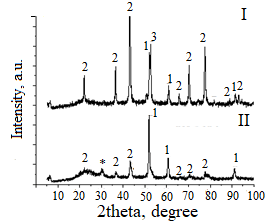 I
2
2 2 1 3 1 2 2 2 2 1 2
II
1
2 * 2 2 1 2 2 2 1
0 10 20 30 40 50 60 70 80 90 100
2theta, degree
Intensity, a.u.